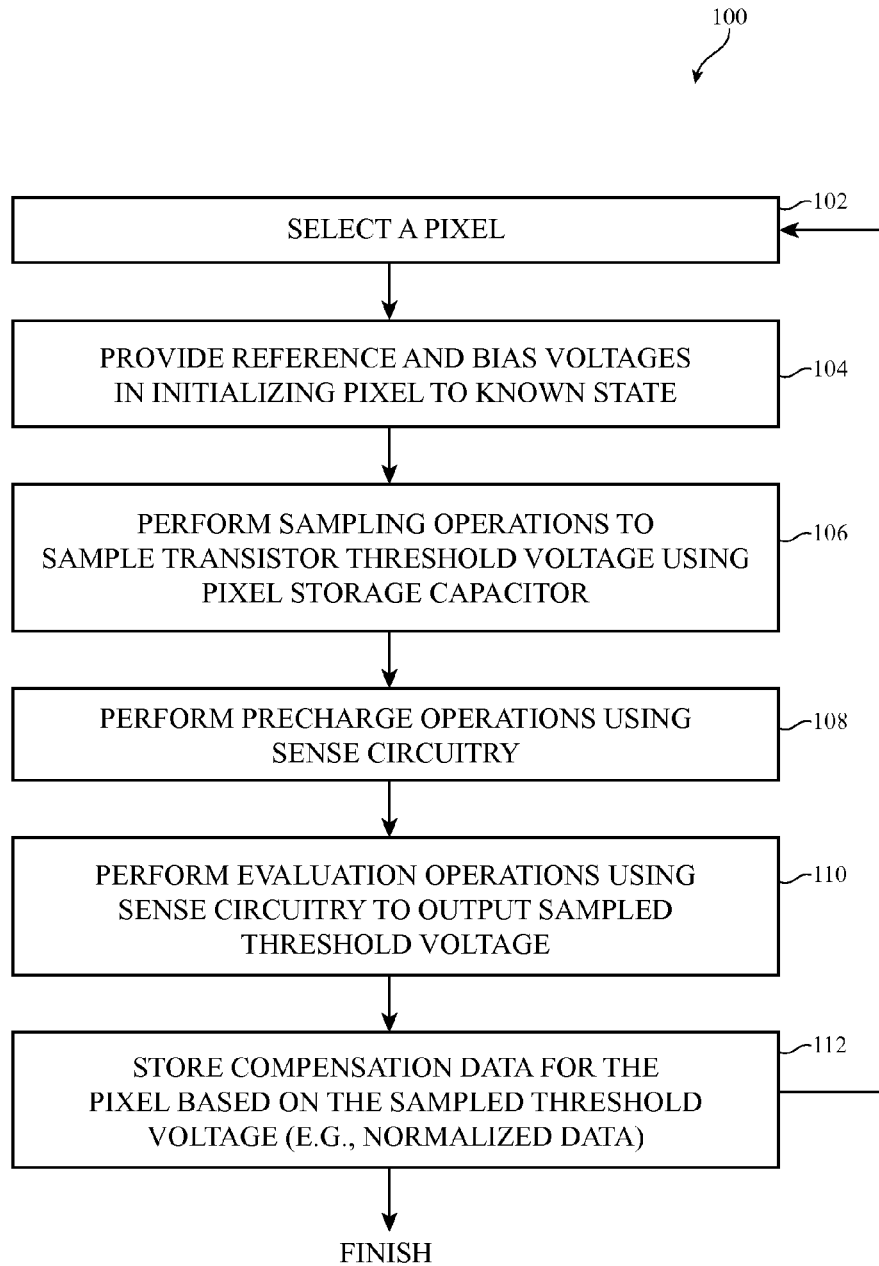 100
SELECT A PIXEL
102
PROVIDE REFERENCE AND BIAS VOLTAGES
IN INITIALIZING PIXEL TO KNOWN STATE
104
PERFORM SAMPLING OPERATIONS TO
SAMPLE TRANSISTOR THRESHOLD VOLTAGE USING
PIXEL STORAGE CAPACITOR
106
PERFORM PRECHARGE OPERATIONS USING
SENSE CIRCUITRY
108
PERFORM EVALUATION OPERATIONS USING
SENSE CIRCUITRY TO OUTPUT SAMPLED
THRESHOLD VOLTAGE
110
STORE COMPENSATION DATA FOR THE
PIXEL BASED ON THE SAMPLED THRESHOLD
VOLTAGE (E.G., NORMALIZED DATA)
112
FINISH